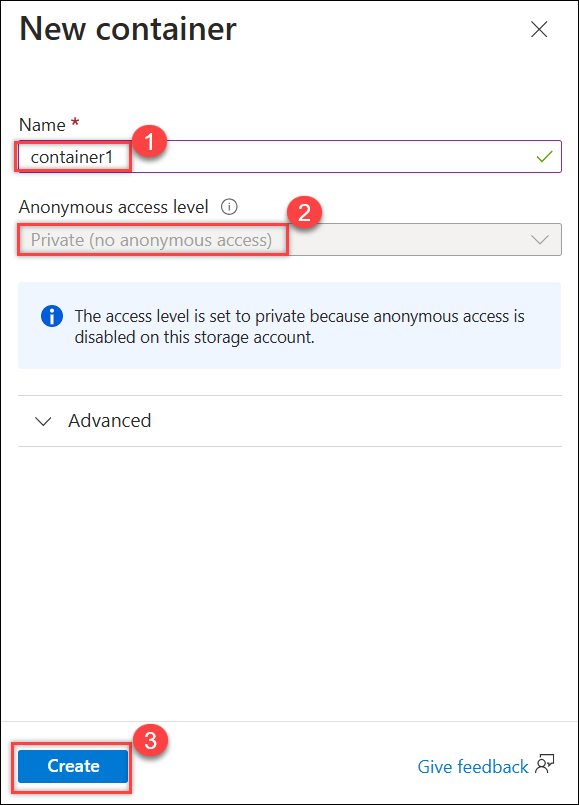 New container
Name *
1
container1
Anonymous access level
2
Private (no anonymous access)
The access level is set to private because anonymous access is
disabled on this storage account.
Advanced
3
Create
Give feedback